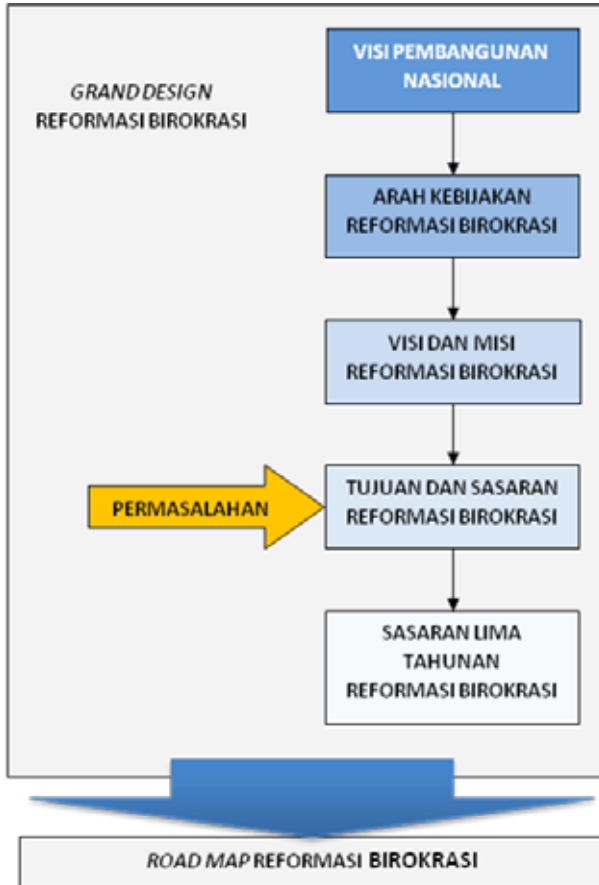 GRAND DESIGN
REFORMASI BIROKRASI
VISI PEMBANGUNAN
NASIONAL
ARAH KEBIJAKAN
REFORMASI BIROKRASI
VISI DAN MISI
REFORMASI BIROKRASI
PERMASALAHAN
TUJUAN DAN SASARAN
REFORMASI BIROKRASI
SASARAN LIMA
TAHUNAN
REFORMASI BIROKRASI
ROAD MAP REFORMASI BIROKRASI